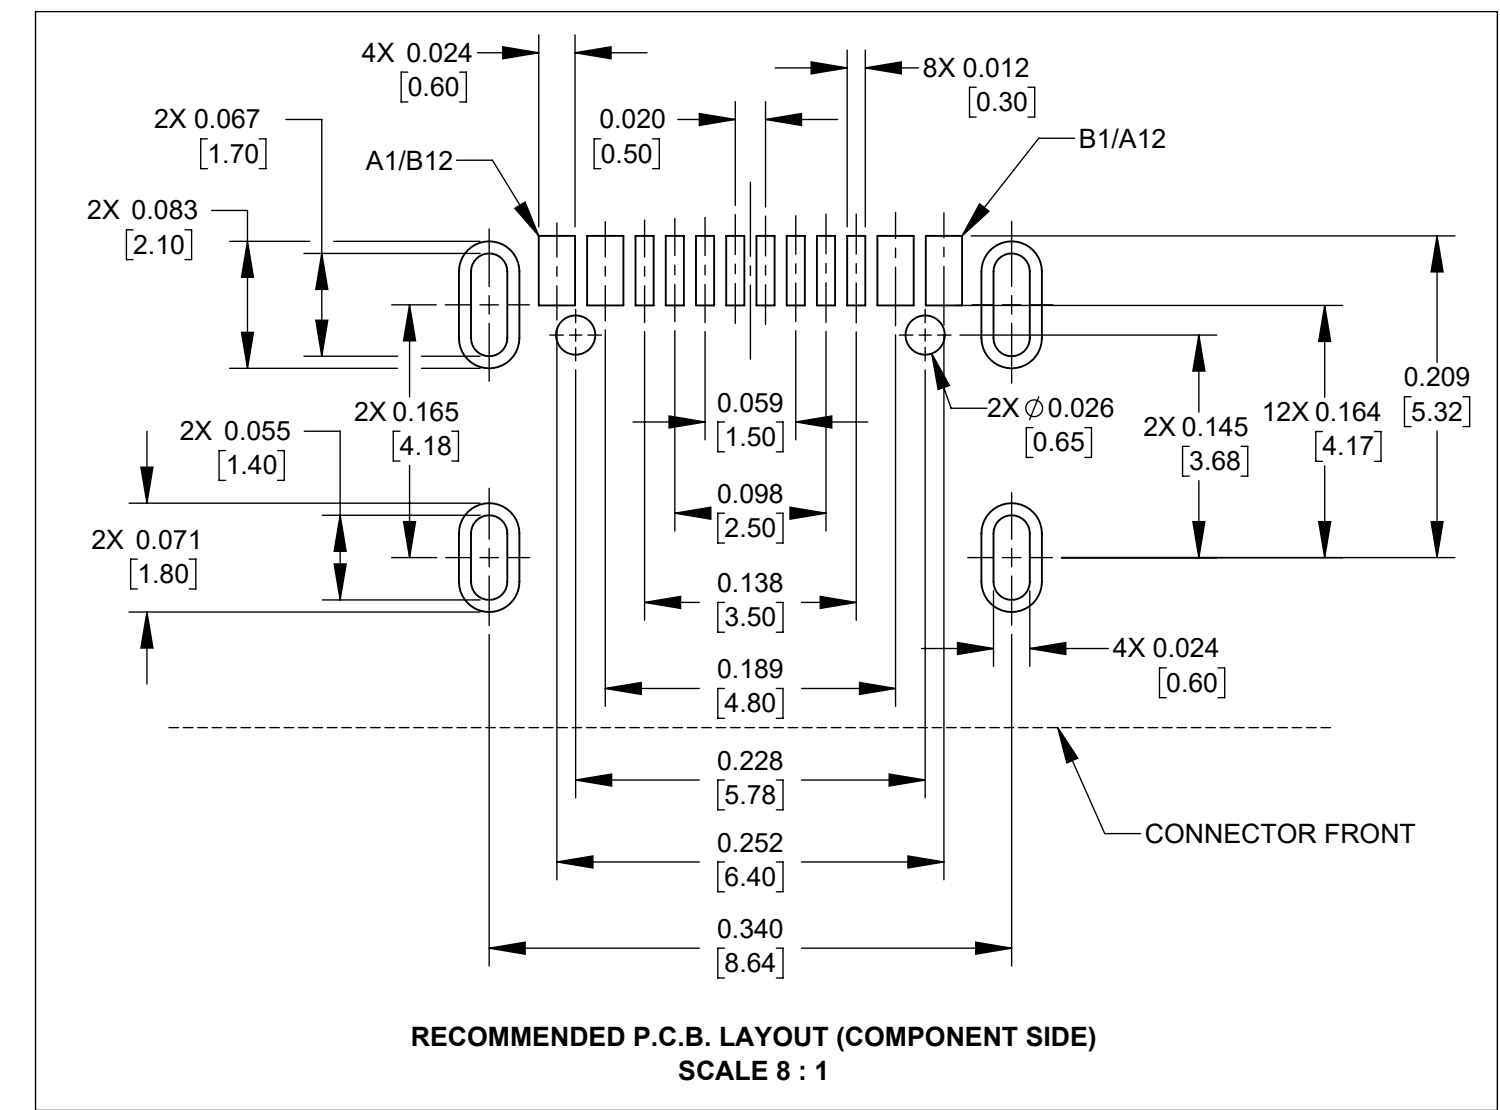 4X 0.024
[0.60]
8X 0.012
[0.30]
2X 0.067
[1.70]
0.020
[0.50]
A1/B12
B1/A12
2X 0.083
[2.10]
0.209
[5.32]
2X 0.165
[4.18]
0.059
[1.50]
2X Ø 0.026
[0.65]
2X 0.145
[3.68]
12X 0.164
[4.17]
2X 0.055
[1.40]
0.098
[2.50]
2X 0.071
[1.80]
0.138
[3.50]
4X 0.024
[0.60]
0.189
[4.80]
0.228
[5.78]
CONNECTOR FRONT
0.252
[6.40]
0.340
[8.64]
RECOMMENDED P.C.B. LAYOUT (COMPONENT SIDE)
SCALE 8 : 1